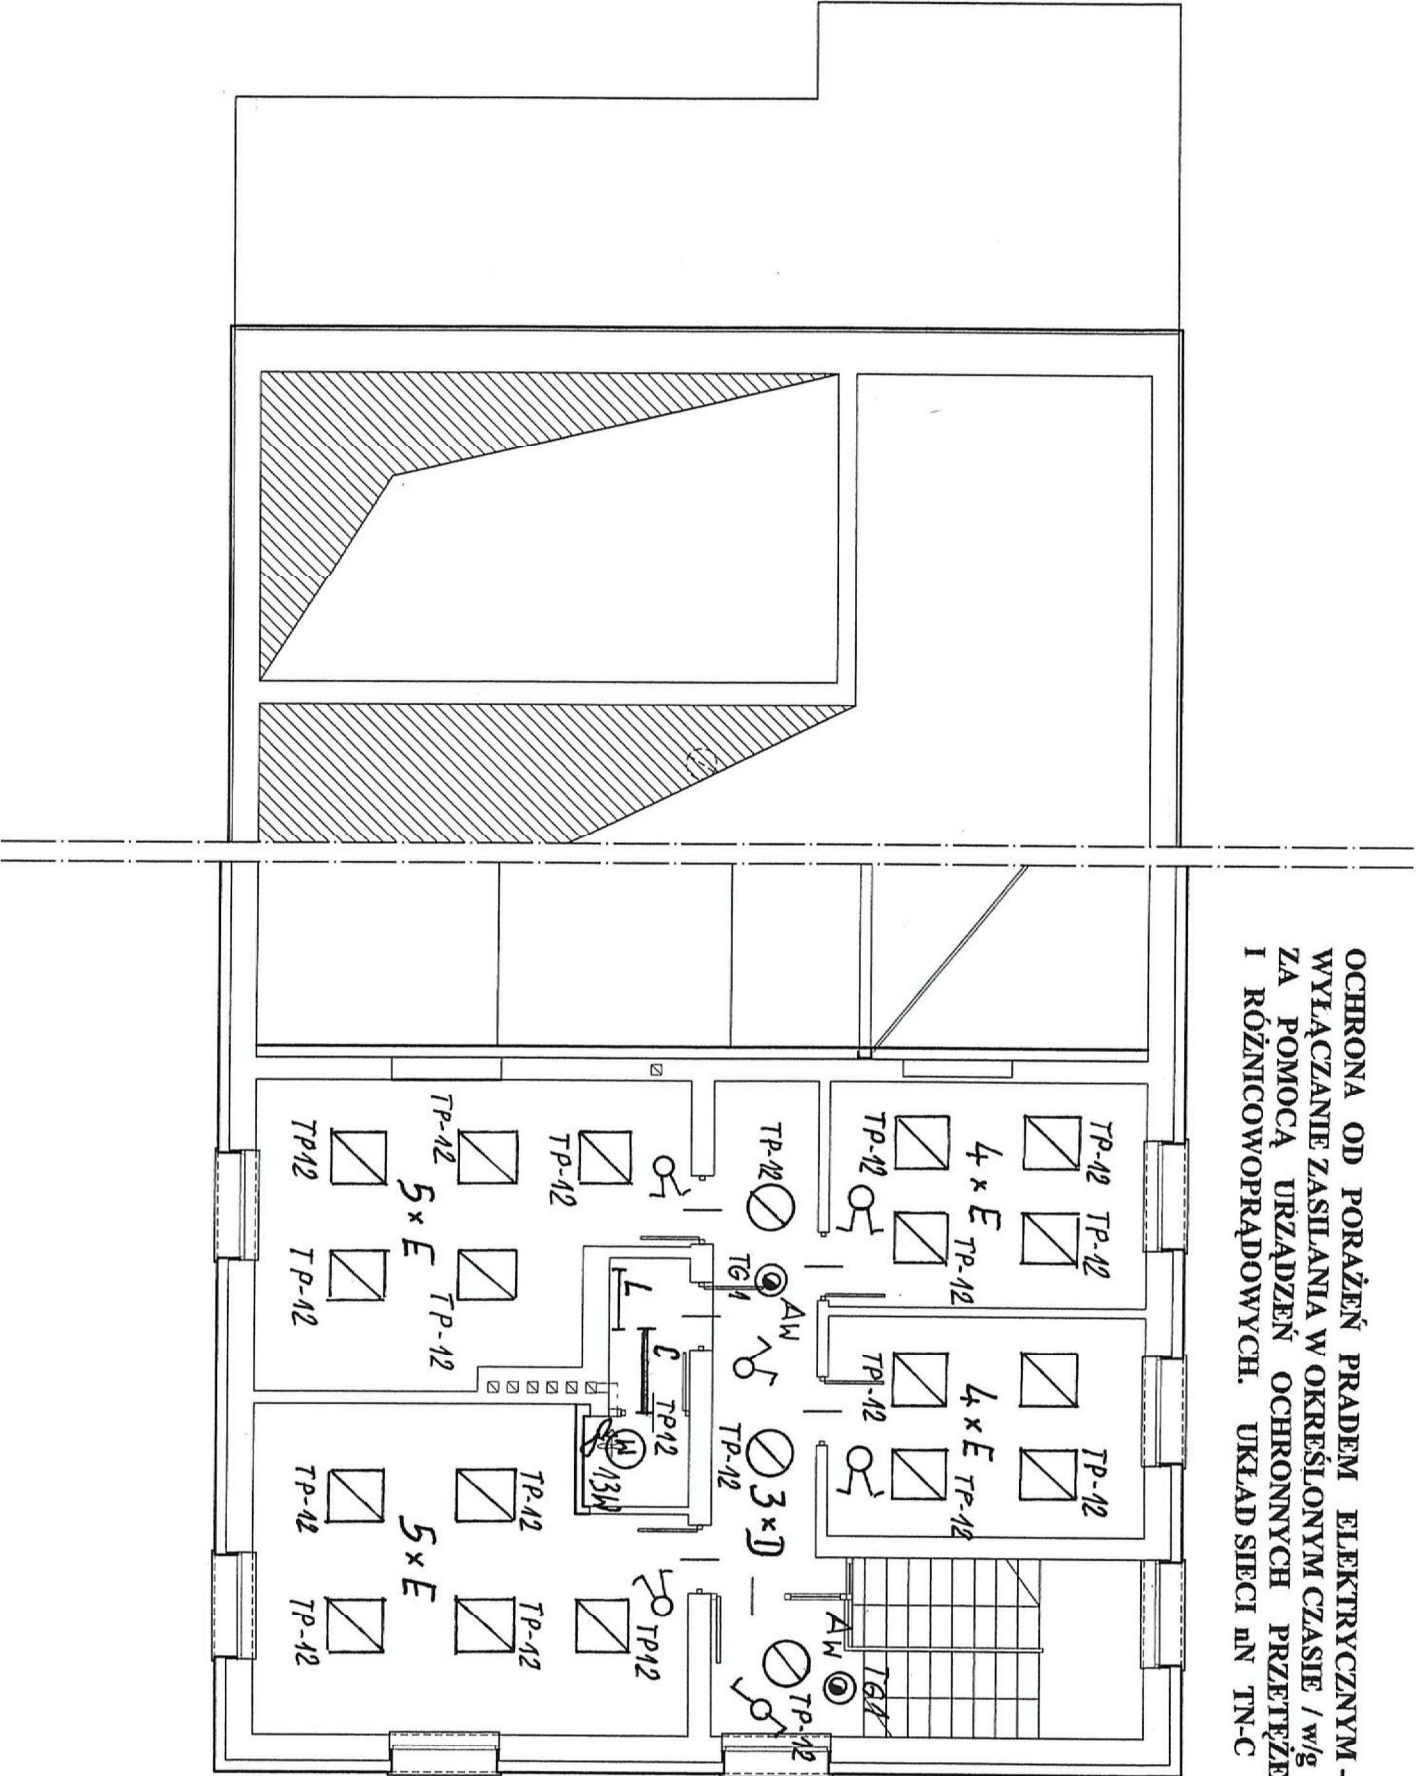 OCHRONA OD PORAŻEŃ PRADEM ELEKTRYCZNYM -
WYŁĄCZANIE ZASILANIA W OKREŚLONYM CZASIE / w/g
ZA POMOCĄ URZĄDZEŃ OCHRONNYCH PRZETĘŻE
I RÓŻNICOWOPRĄDOWYCH. UKŁAD SIECI nN TN-C
TP-12
TP-12
TP-12
4 x E
TP-12
TP-12
4 x E
TP-12
TP-12
TP-12
TG1
AW
TP-12
3 x D
AW
TG1
TP-12
TP-12
TP-12
TP12
5 x E
TP-12
TP-12
L
C
TP12
W
13W
TP-12
TP-12
5 x E
TP-12
TP-12
TP12